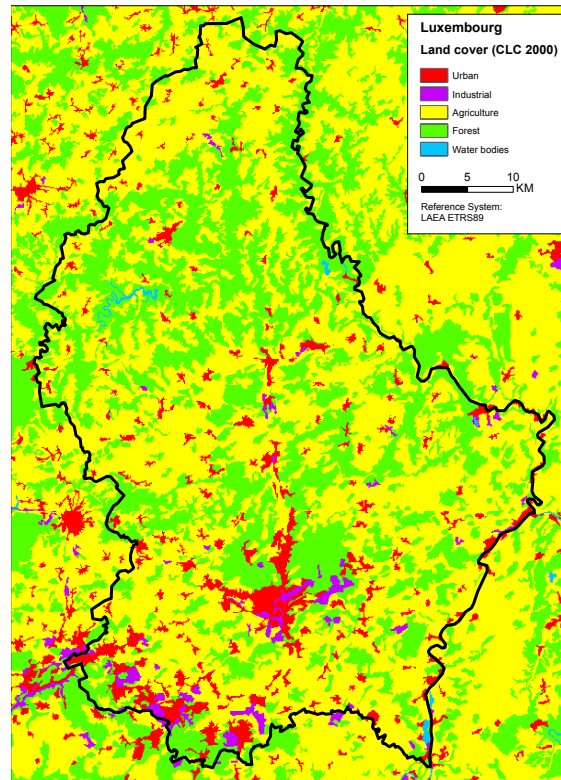 Luxembourg
Land cover (CLC 2000)
Urban
Industrial
Agriculture
Forest
Water bodies
0 5 10
KM
Reference System:
LAEA ETRS89